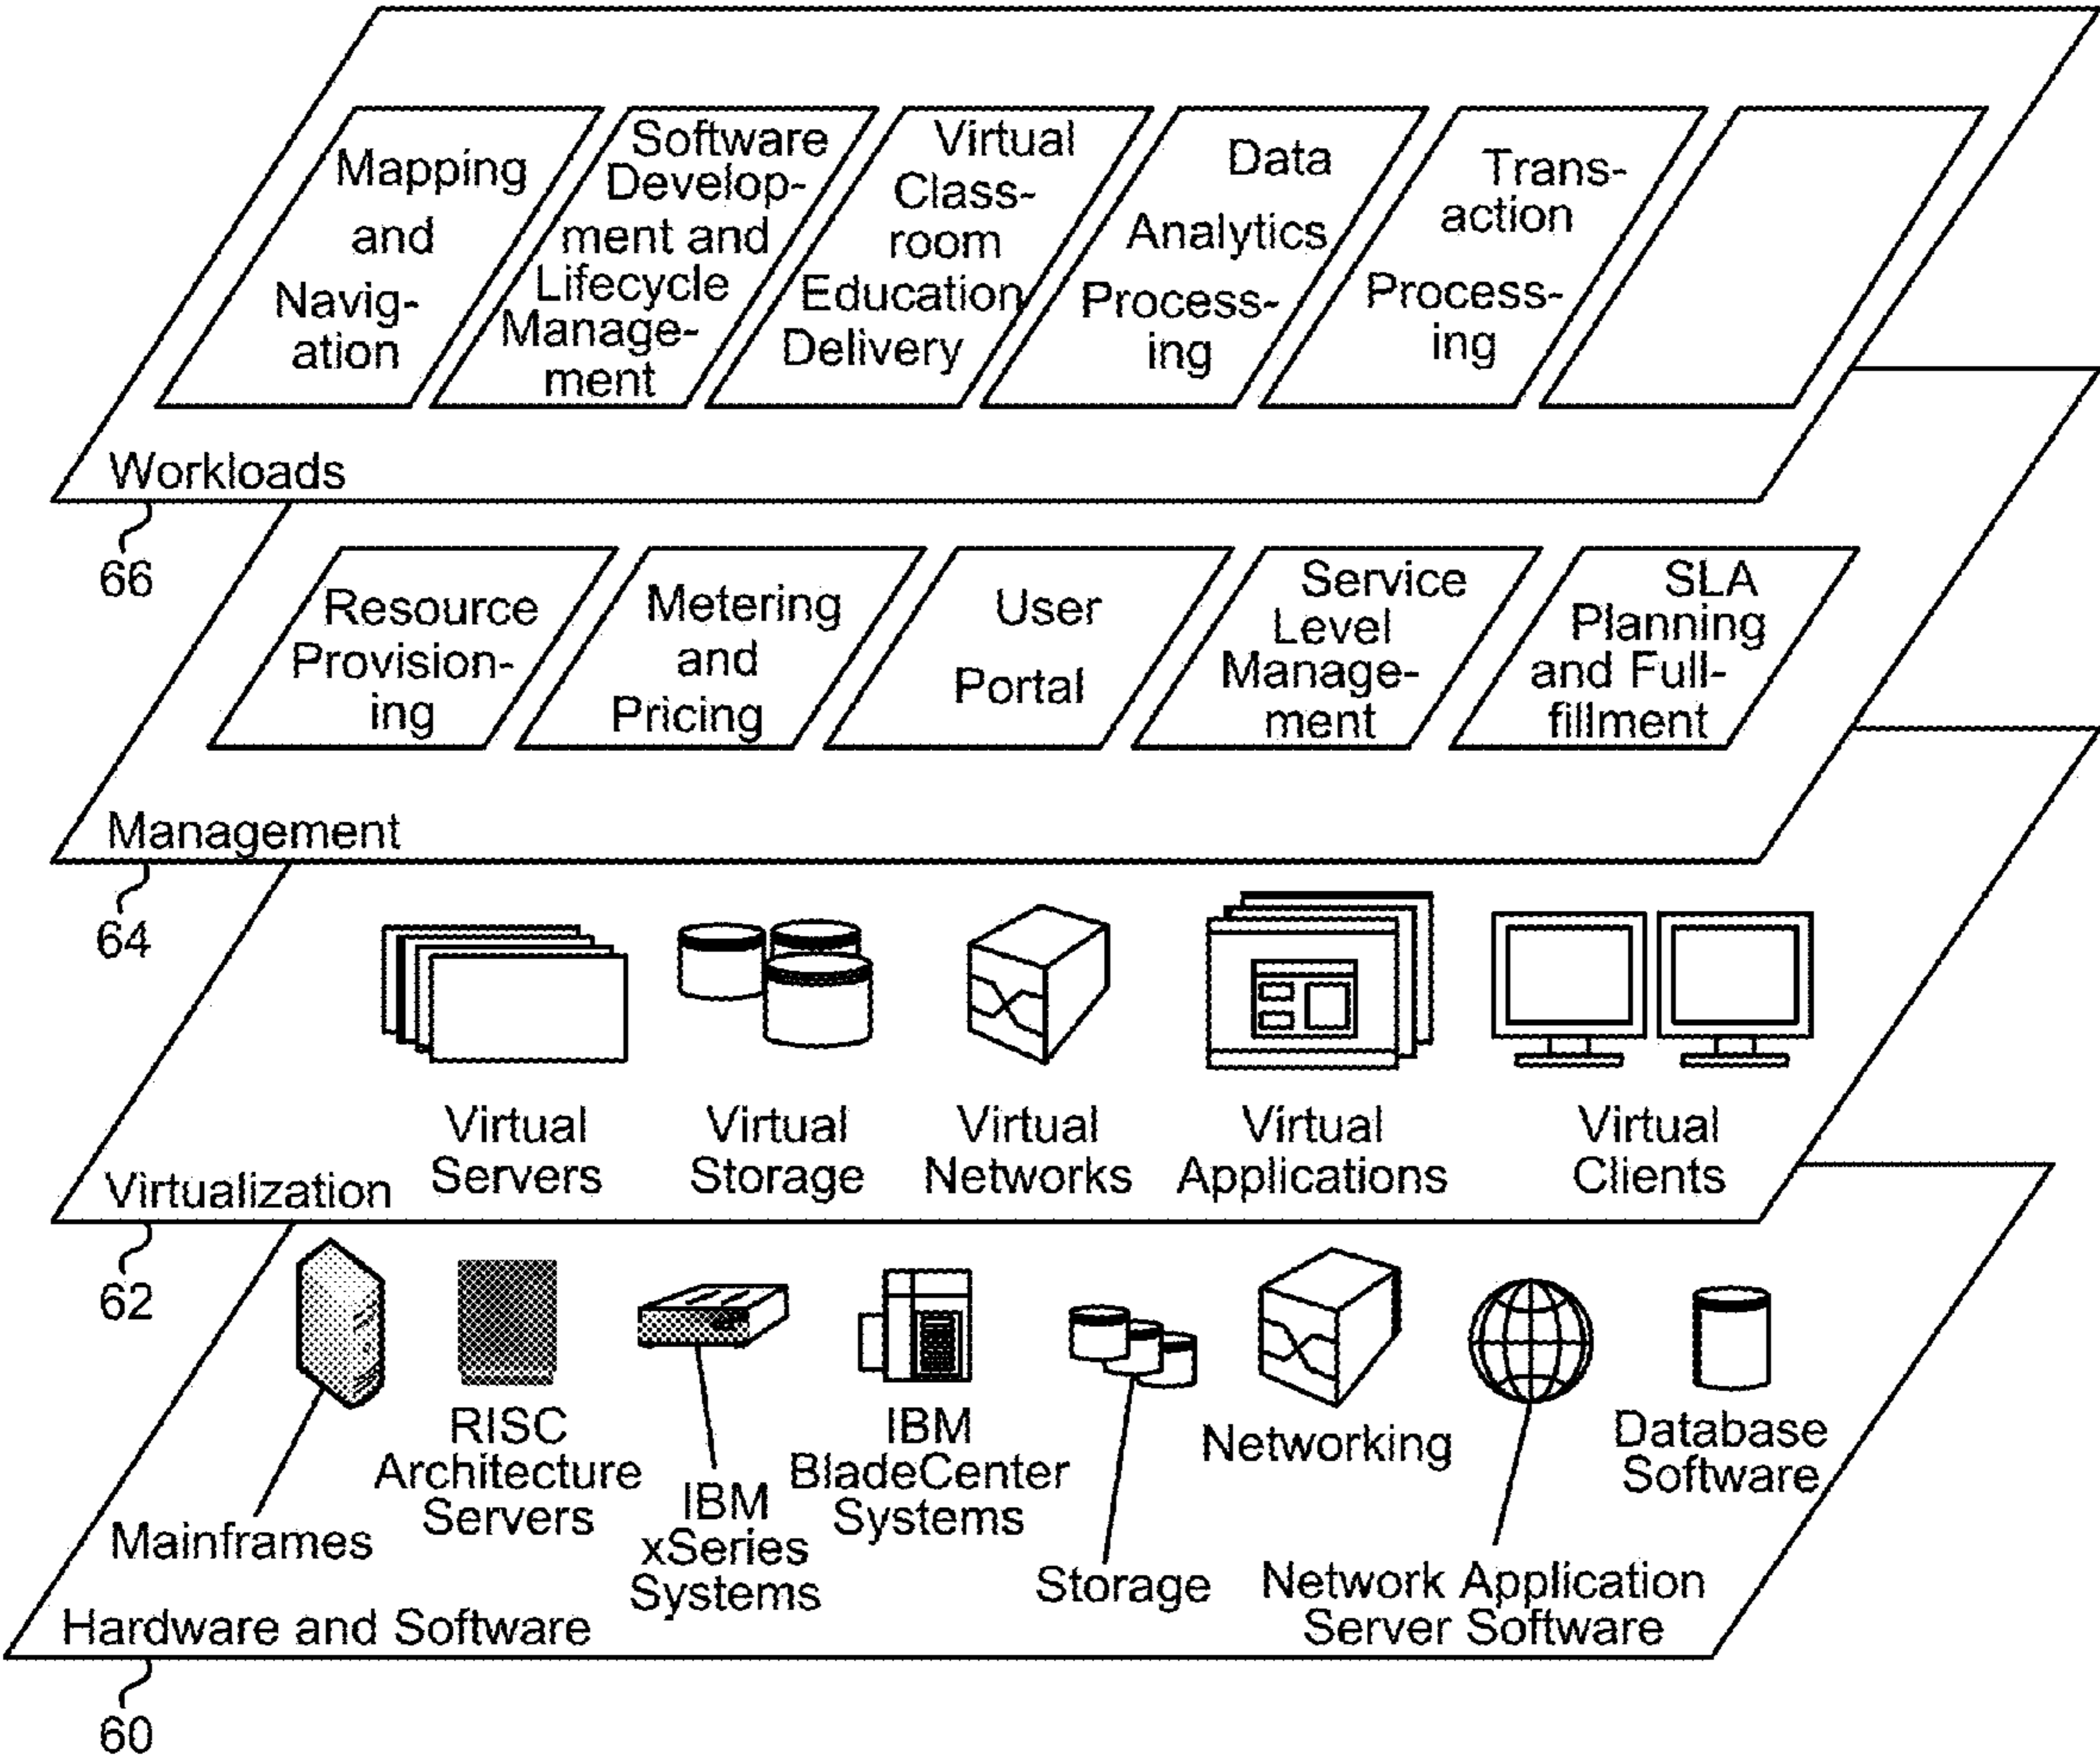 Mapping
and
Navig-
ation
Software
Develop-
ment and
Lifecycle
Manage-
ment
Virtual
Class-
room
Education
Delivery
Data
Analytics
Process-
ing
Trans-
action
Process-
ing
Workloads
66
Resource
Provision-
ing
Metering
and
Pricing
User
Portal
Service
Level
Manage-
ment
SLA
Planning
and Full-
fillment
Management
64
Virtual
Servers
Virtual
Storage
Virtual
Networks
Virtual
Applications
Virtual
Clients
Virtualization
62
Mainframes
RISC
Architecture
Servers
IBM
xSeries
Systems
IBM
BladeCenter
Systems
Storage
Networking
Network Application
Server Software
Database
Software
Hardware and Software
60